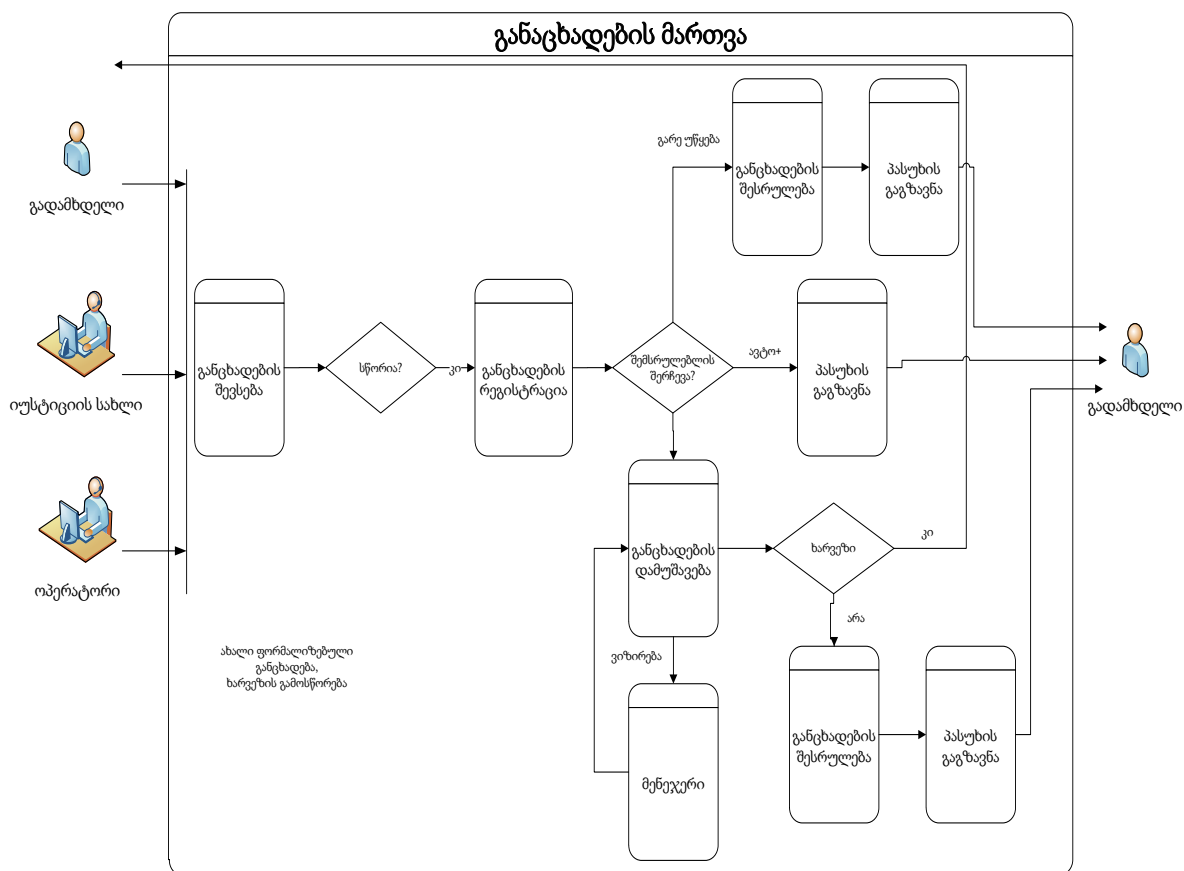 განაცხადების მართვა
გადამხდელი
იუსტიციის სახლი
ოპერატორი
განცხადების
შევსება
სწორია?
კი
განცხადების
რეგისტრაცია
შემსრულებლის
შერჩევა?
გარე უწყება
განცხადების
შესრულება
პასუხის
გაგზავნა
ავტო+
პასუხის
გაგზავნა
გადამხდელი
განცხადების
დამუშავება
ხარვეზი
კი
არა
ვიზირება
მენეჯერი
განცხადების
შესრულება
პასუხის
გაგზავნა
ახალი ფორმალიზებული
განცხადება,
ხარვეზის გამოსწორება